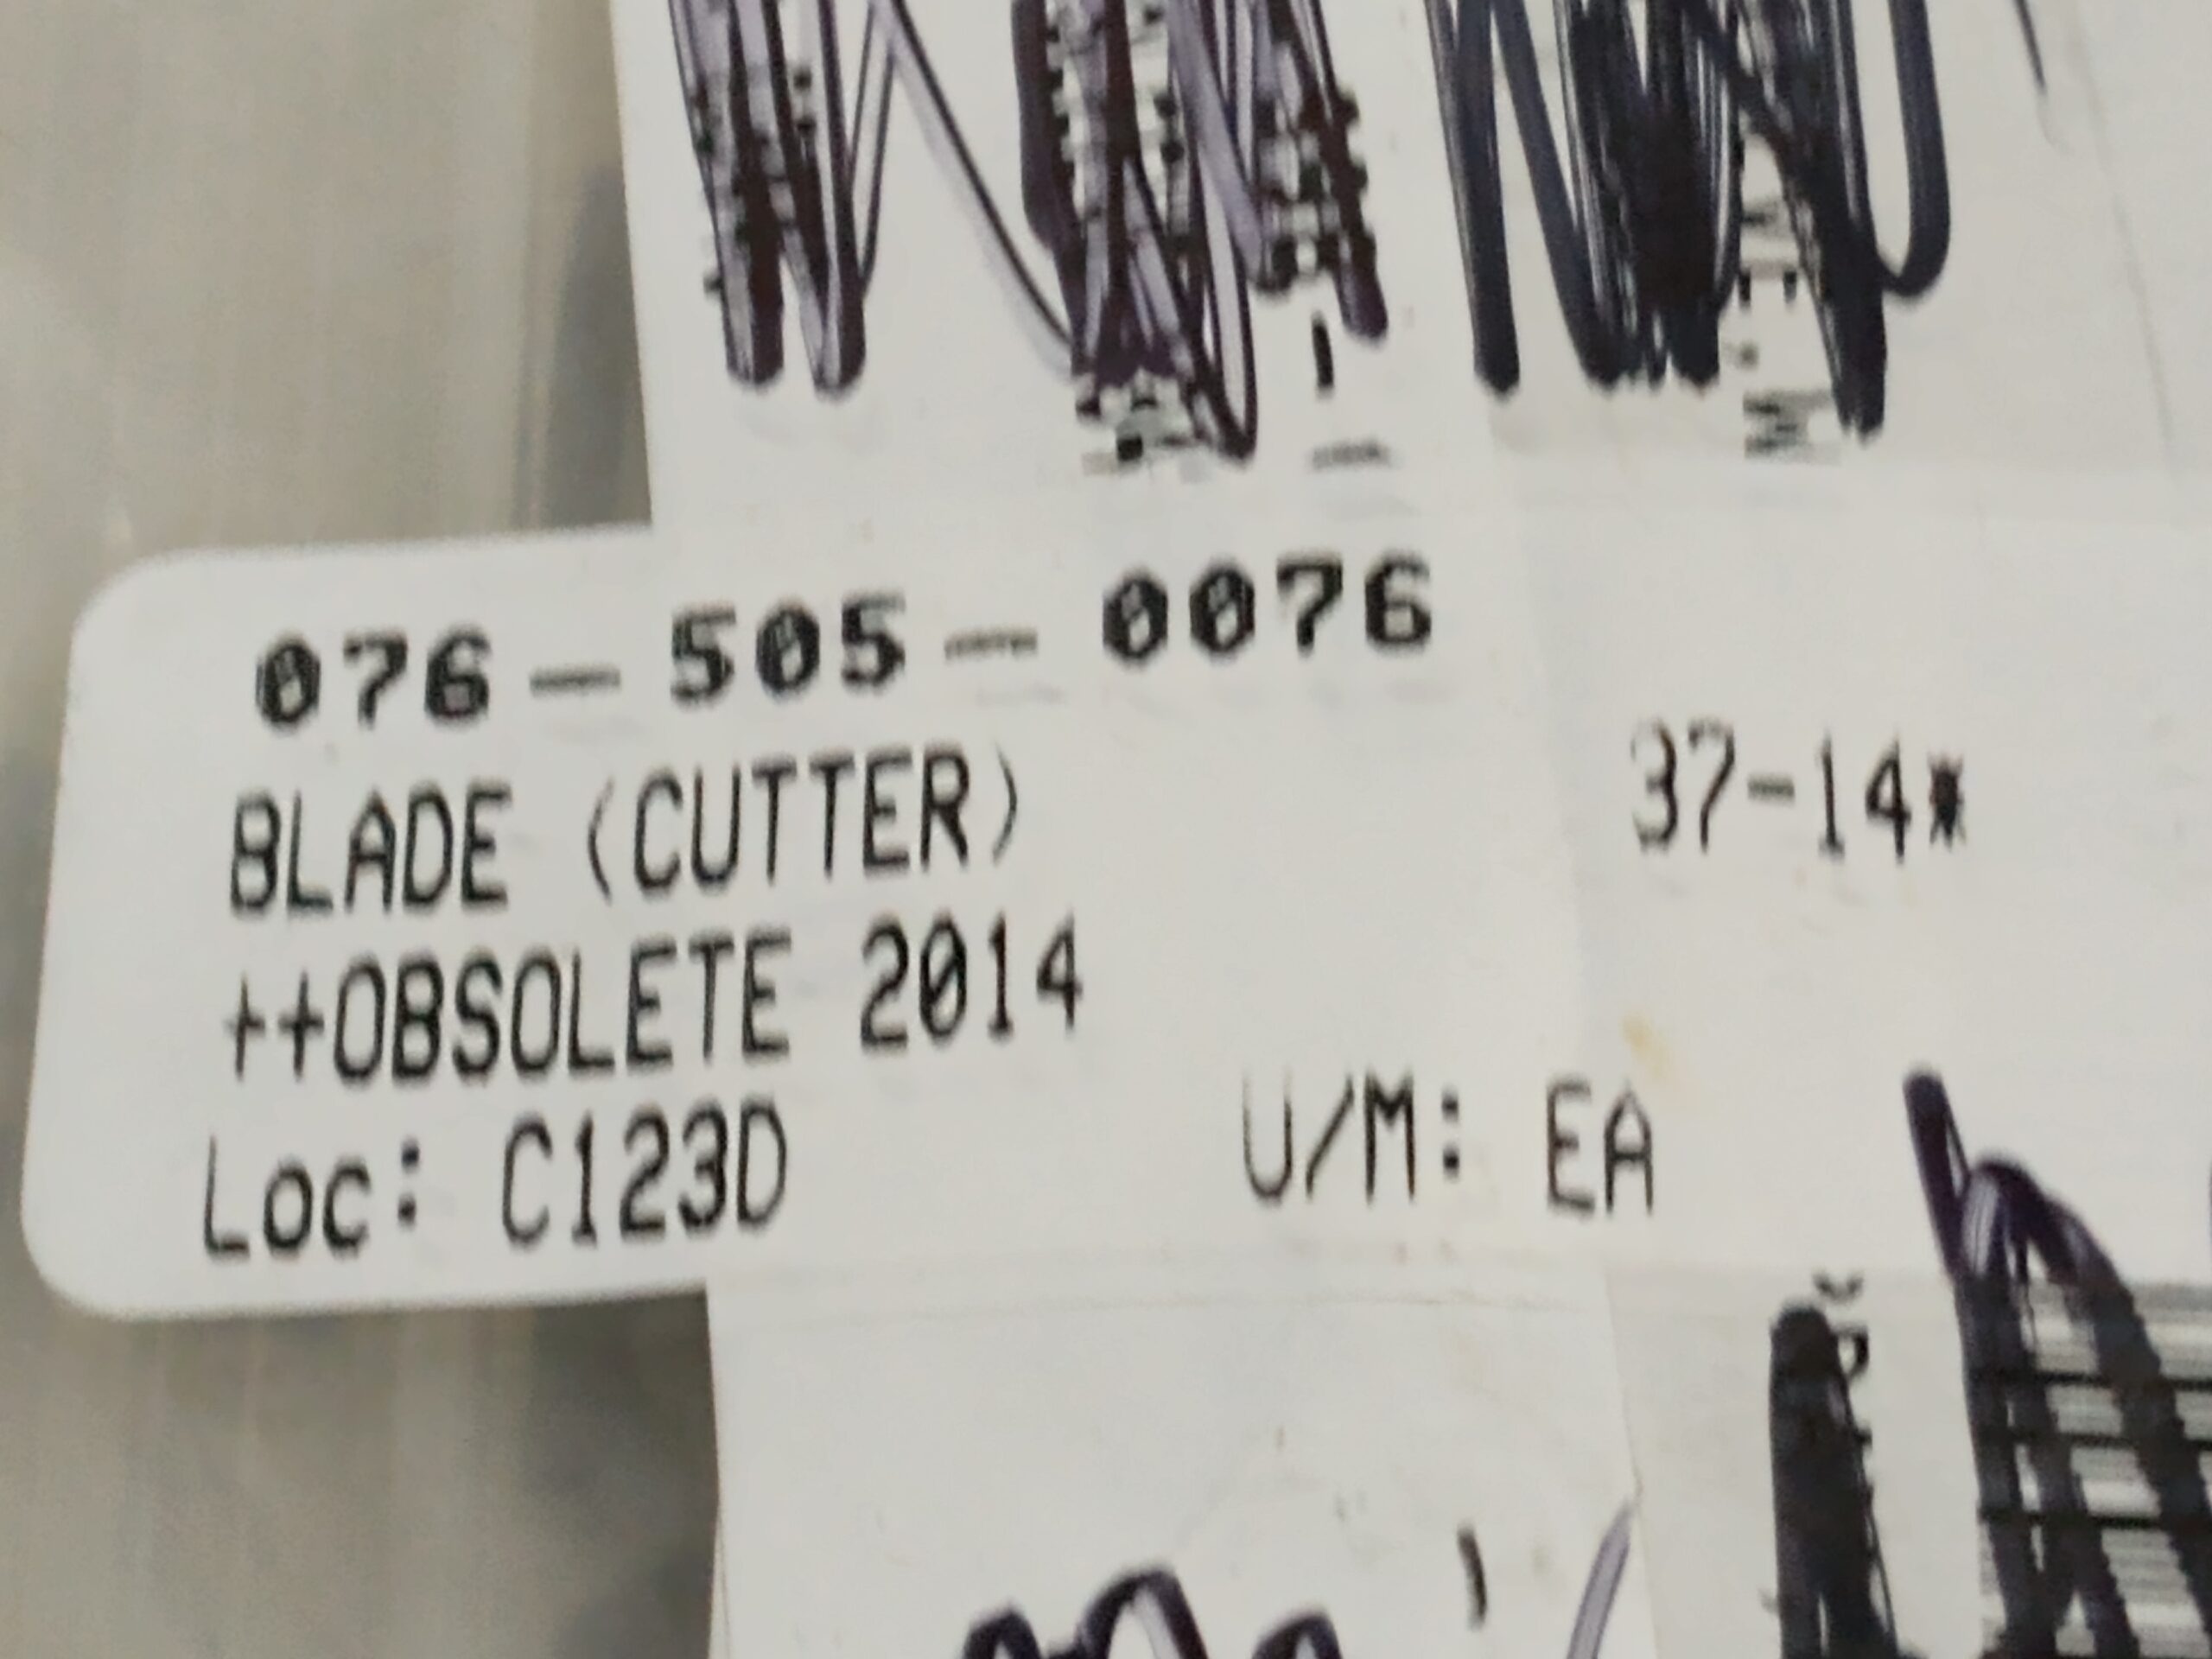 076-505-0076
BLADE (CUTTER) 37-14*
++OBSOLETE 2014
Loc: C123D U/M: EA